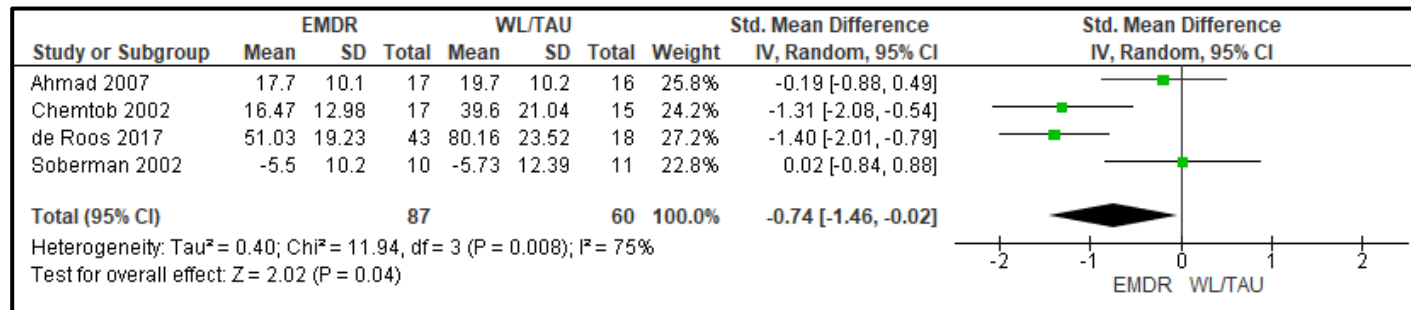 EMDR WL/TAU Std. Mean Difference Std. Mean Difference
Study or Subgroup Mean SD Total Mean SD Total Weight IV, Random, 95% CI IV, Random, 95% CI
Ahmad 2007 17.7 10.1 17 19.7 10.2 16 25.8% -0.19 [-0.88, 0.49]
Chemtob 2002 16.47 12.98 17 39.6 21.04 15 24.2% -1.31 [-2.08, -0.54]
de Roos 2017 51.03 19.23 43 80.16 23.52 18 27.2% -1.40 [-2.01, -0.79]
Soberman 2002 -5.5 10.2 10 -5.73 12.39 11 22.8% 0.02 [-0.84, 0.88]
Total (95% CI) 87 60 100.0% -0.74 [-1.46, -0.02]
Heterogeneity: Tau² = 0.40; Chi² = 11.94, df = 3 (P = 0.008); I² = 75%
Test for overall effect: Z = 2.02 (P = 0.04)
-2 -1 0 1 2
EMDR WL/TAU